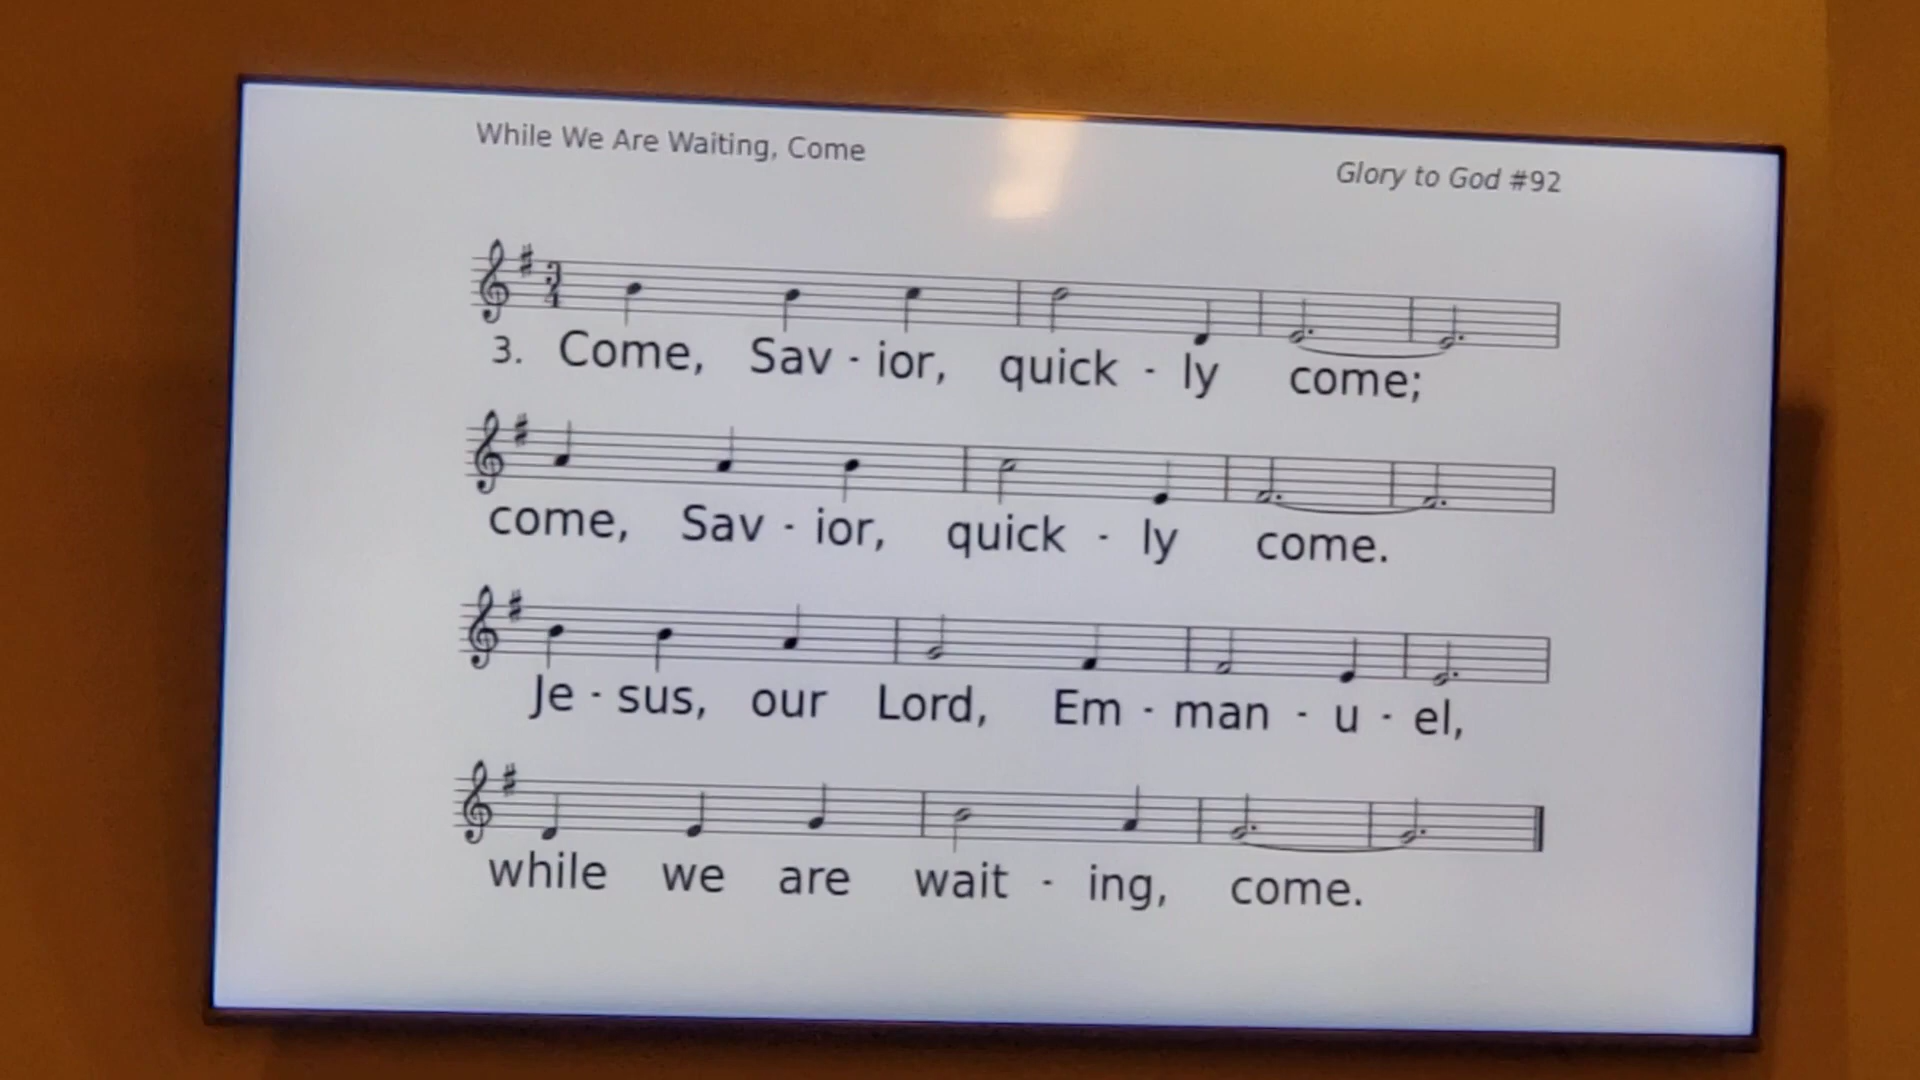 While We Are Waiting, Come
Glory to God #92
3. Come, Sav - ior, quick - ly come;
come, Sav - ior, quick - ly come.
Je - sus, our Lord, Em - man - u - el,
while we are wait - ing, come.